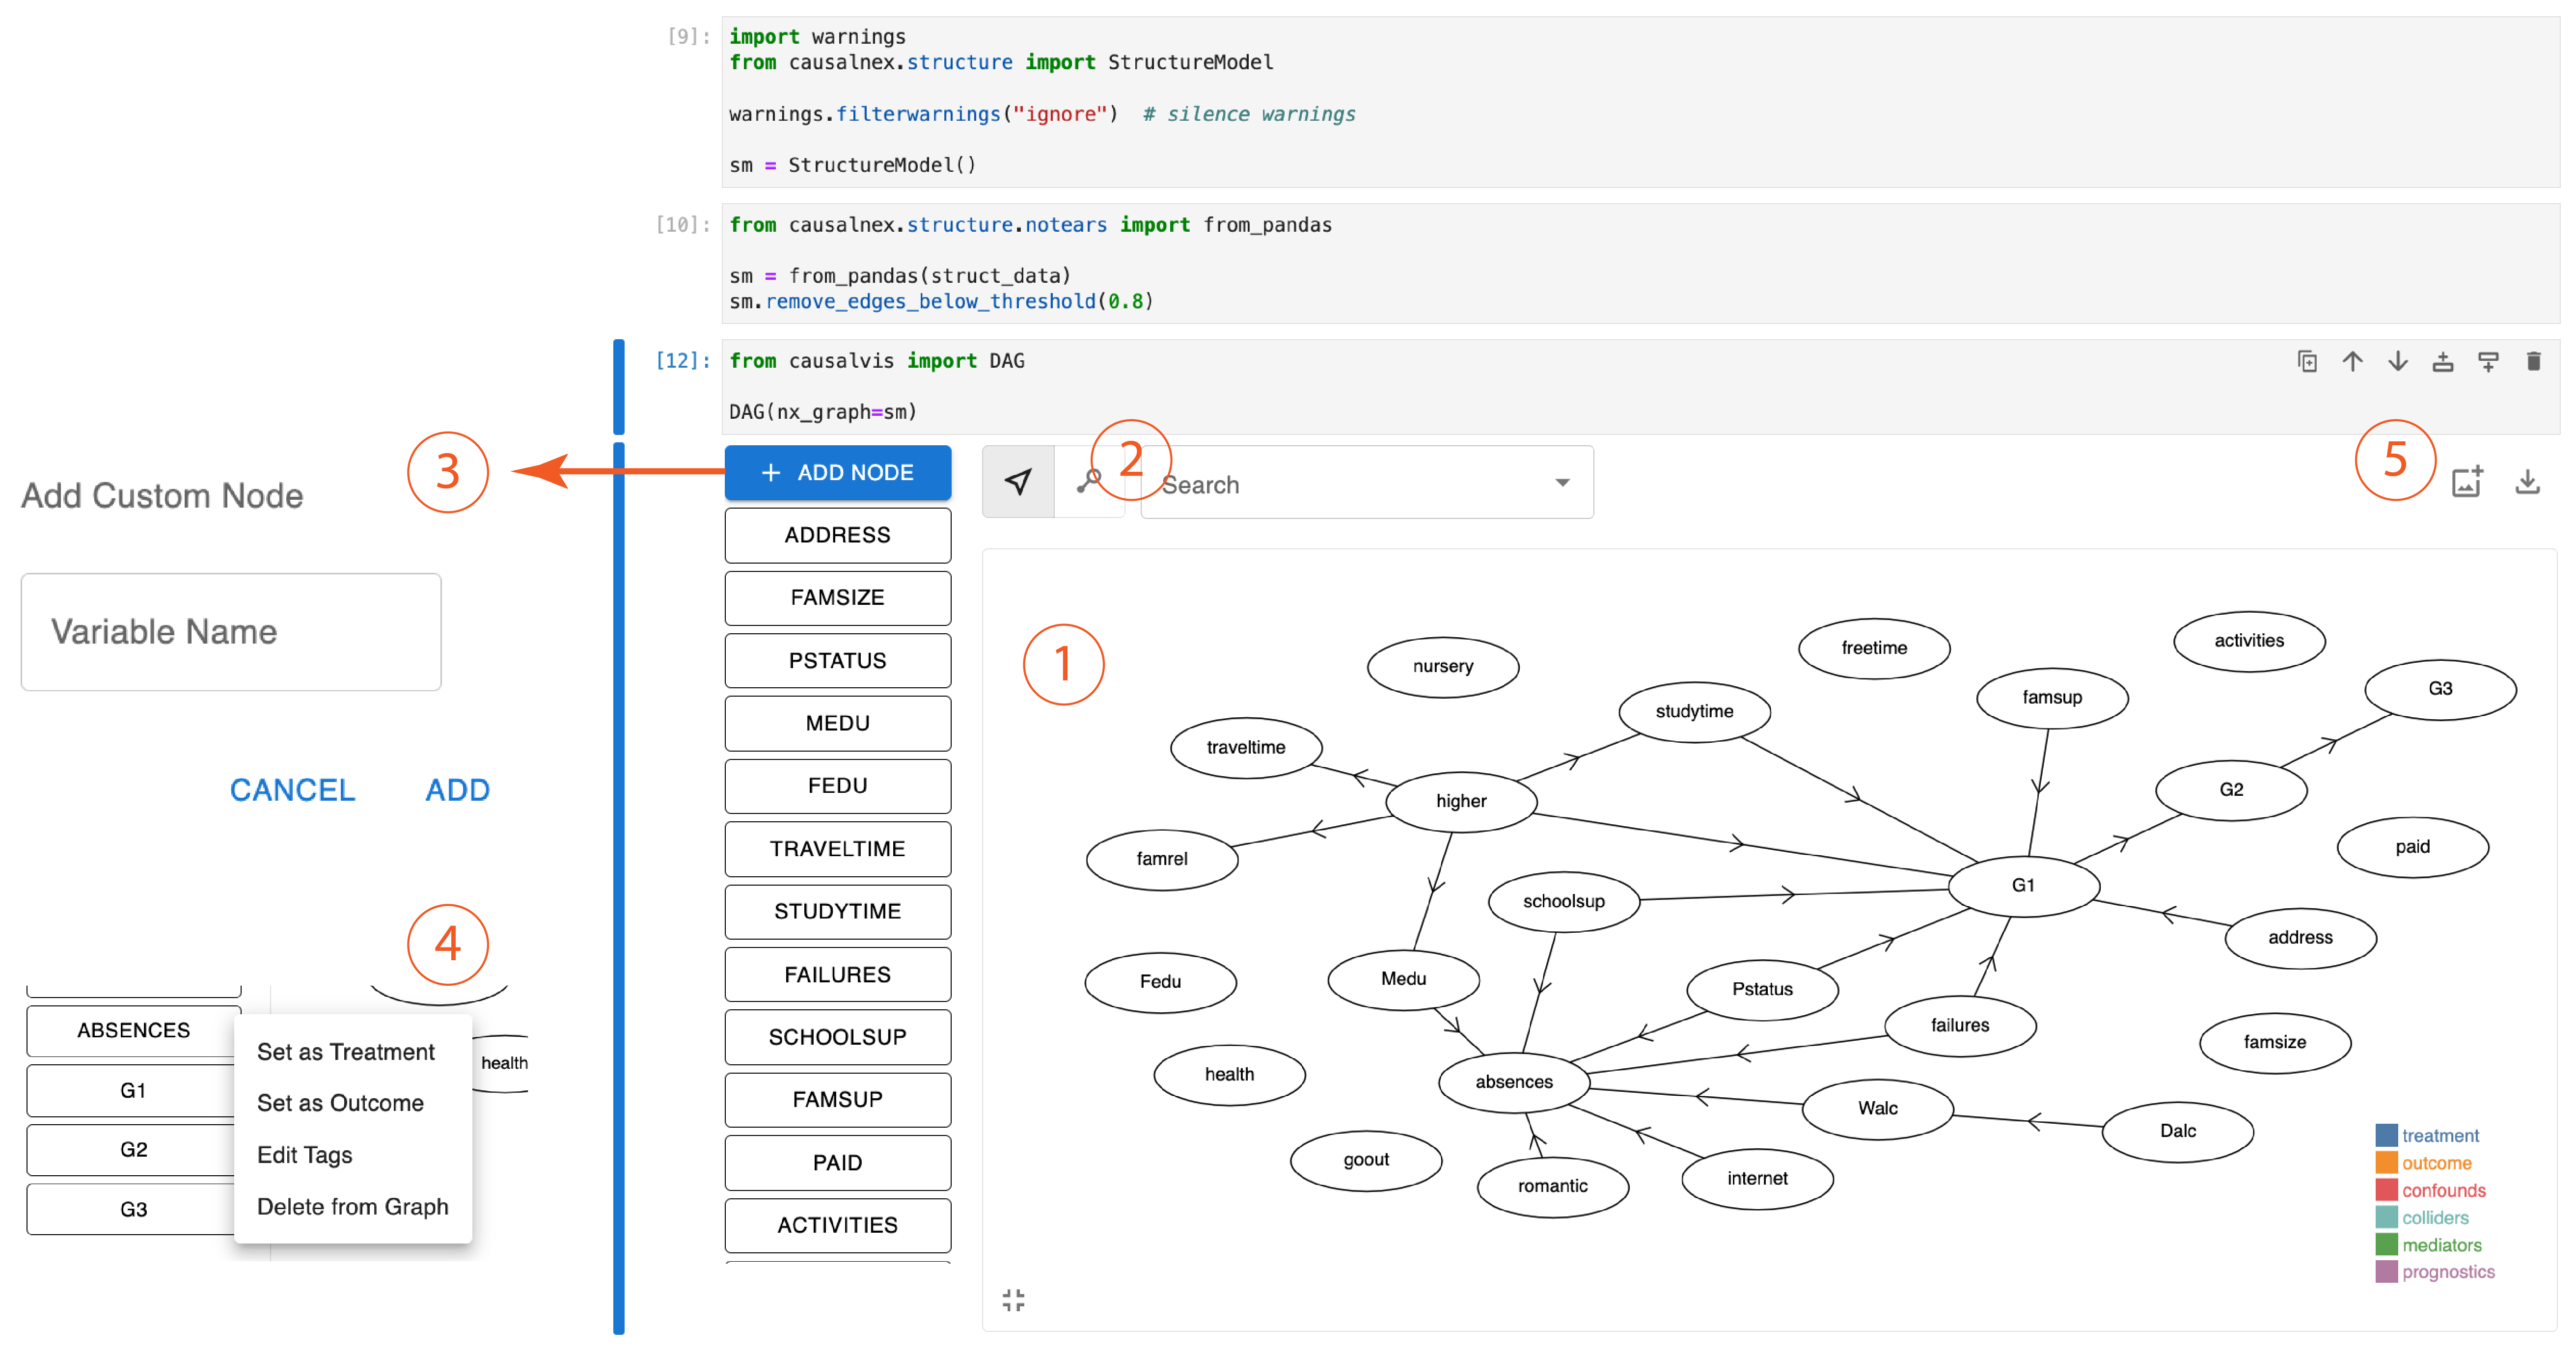 [9]:
import warnings
from causalnex.structure import StructureModel
warnings.filterwarnings("ignore")  # silence warnings
sm = StructureModel()
[10]:
from causalnex.structure.notears import from_pandas
sm = from_pandas(struct_data)
sm.remove_edges_below_threshold(0.8)
[12]:
from causalvis import DAG
DAG(nx_graph=sm)
3
Add Custom Node
Variable Name
CANCEL
ADD
4
ABSENCES
G1
G2
G3
Set as Treatment
Set as Outcome
Edit Tags
Delete from Graph
health
+ ADD NODE
ADDRESS
FAMSIZE
PSTATUS
MEDU
FEDU
TRAVELTIME
STUDYTIME
FAILURES
SCHOOLSUP
FAMSUP
PAID
ACTIVITIES
2
Search
5
1
nursery
freetime
activities
studytime
famsup
G3
traveltime
higher
G2
famrel
paid
schoolsup
G1
address
Fedu
Medu
Pstatus
failures
famsize
health
absences
Walc
Dalc
goout
romantic
internet
treatment
outcome
confounds
colliders
mediators
prognostics